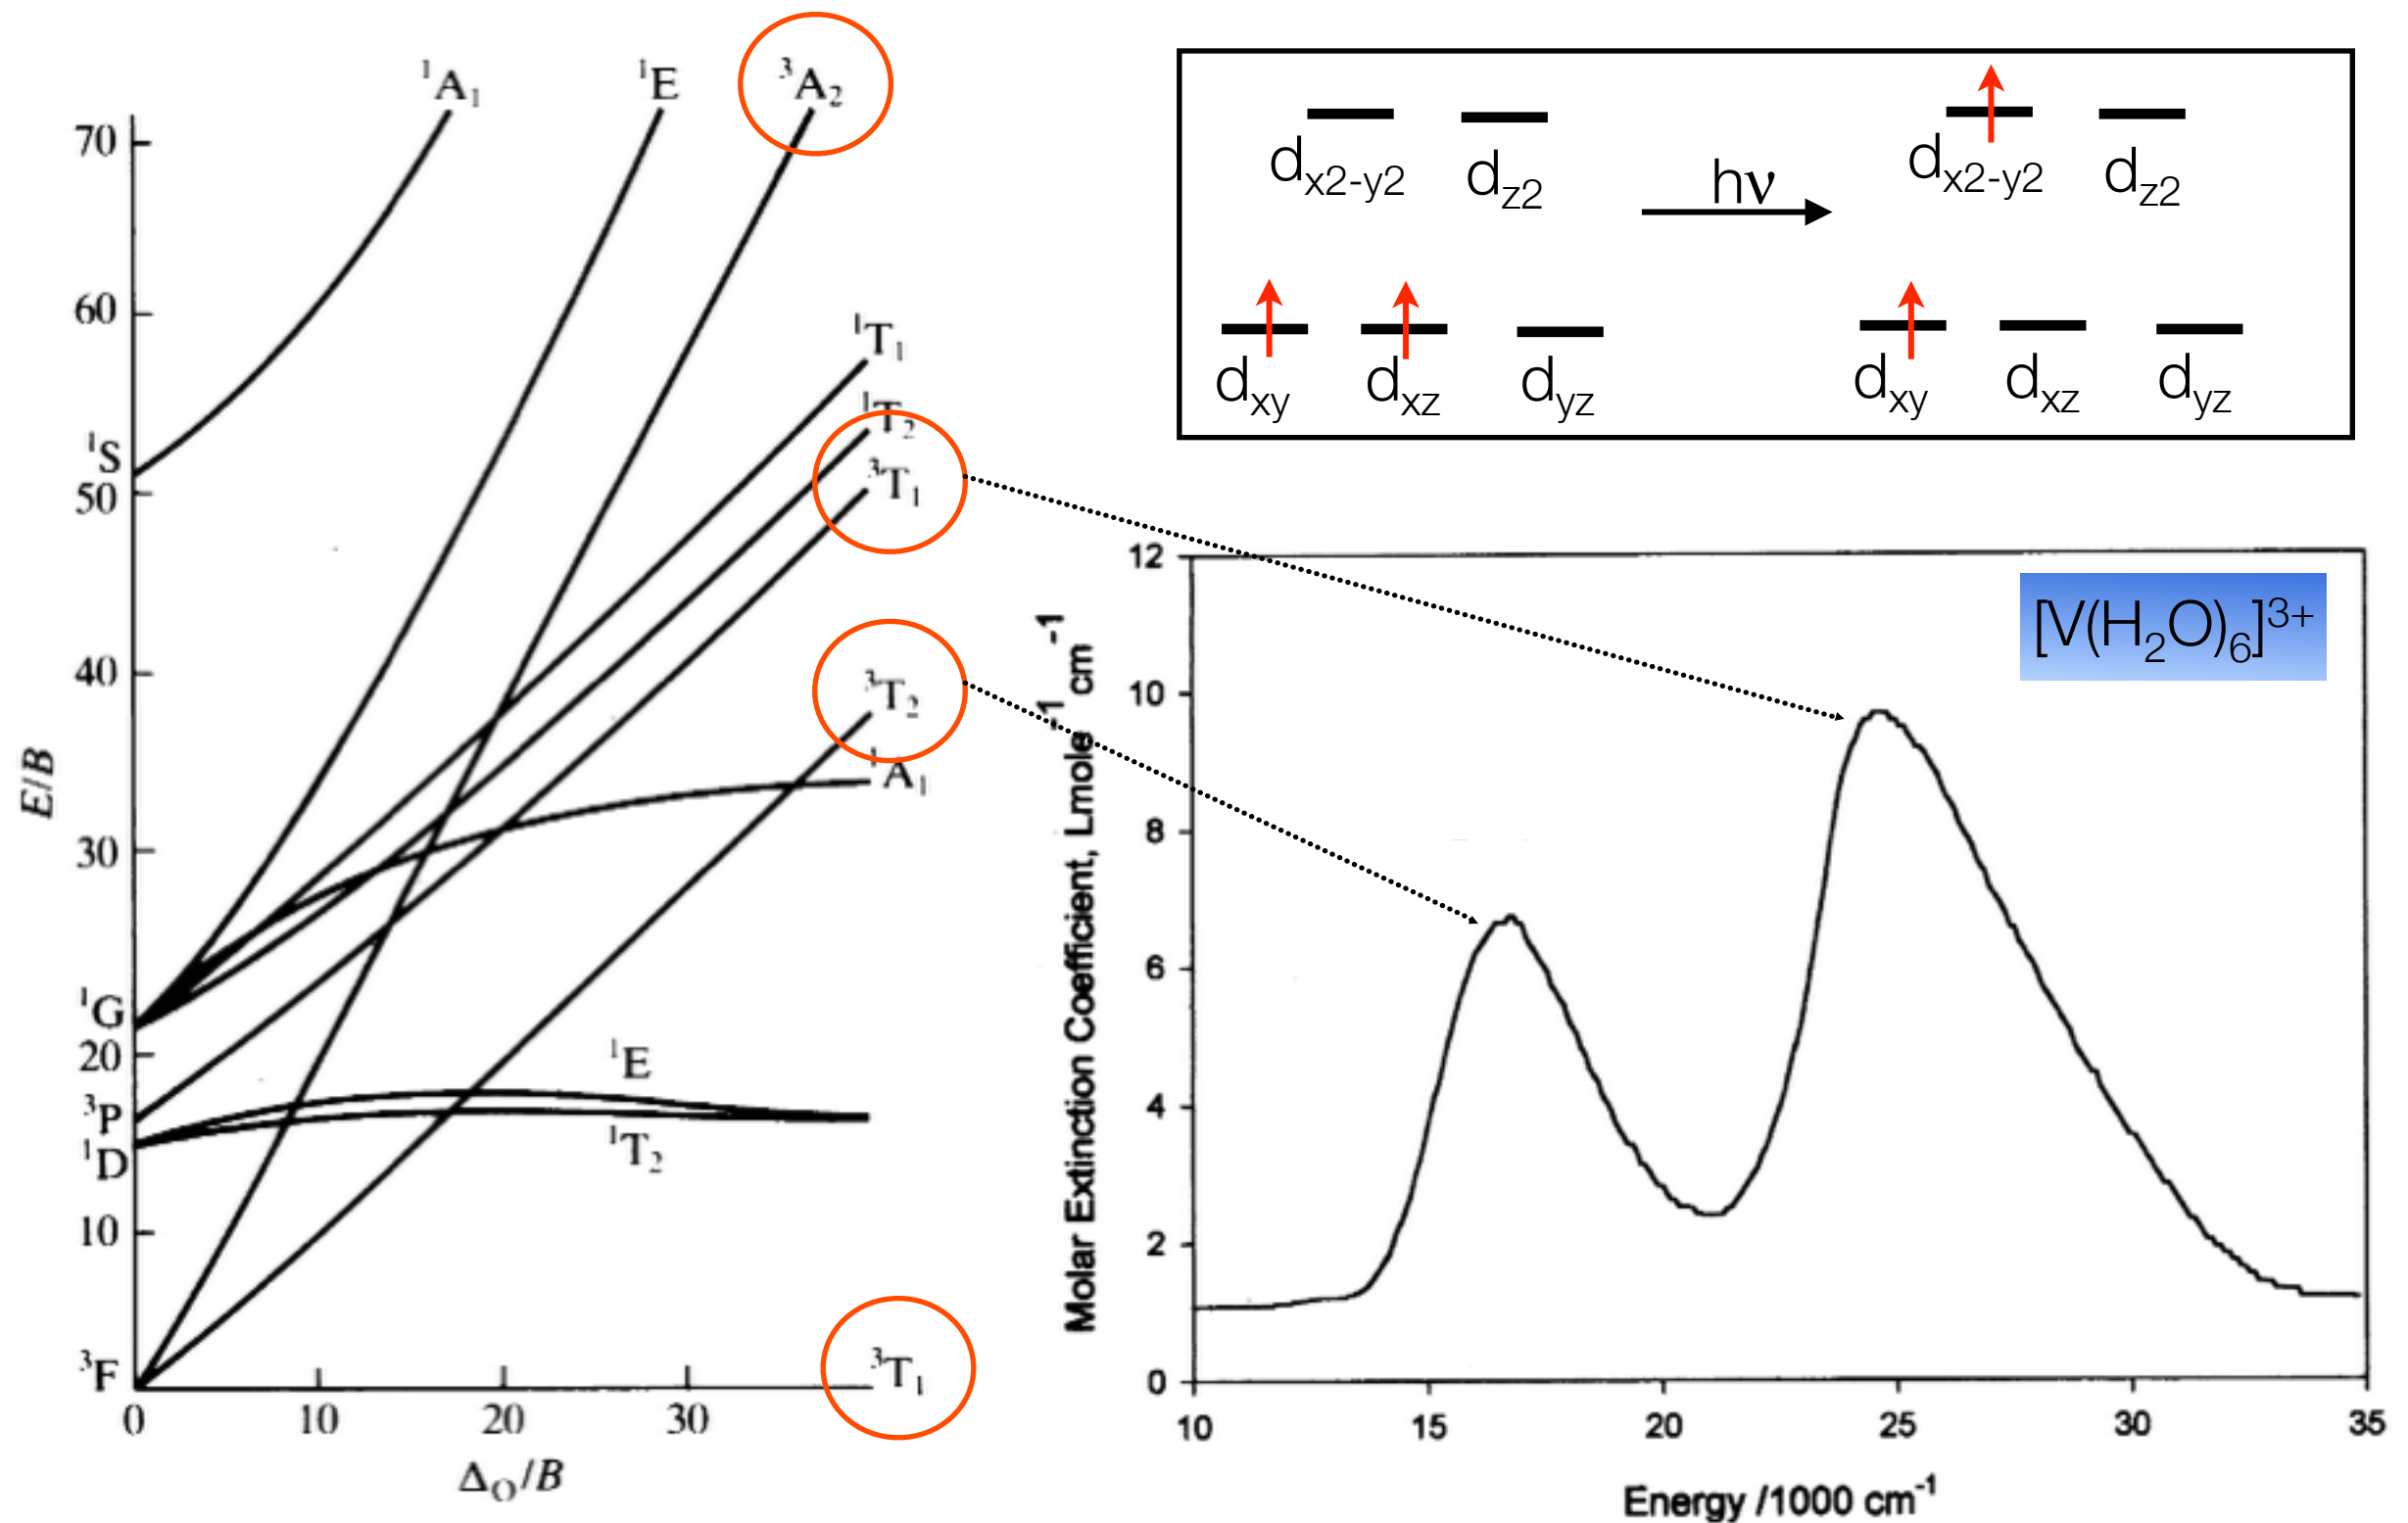 ¹A₁
¹E
³A₂
70
60
¹S
50
40
30
¹G
20
³P
¹D
10
³F
E/B
¹T₁
¹T₂
³T₁
³T₂
¹A₁
¹E
¹T₂
³T₁
0 10 20 30
Δ_O/B
d_x2-y2 d_z2
d_xy d_xz d_yz
hν
d_x2-y2 d_z2
d_xy d_xz d_yz
[V(H₂O)₆]³⁺
Molar Extinction Coefficient, Lmole⁻¹ cm⁻¹
12
10
8
6
4
2
0
10 15 20 25 30 35
Energy /1000 cm⁻¹